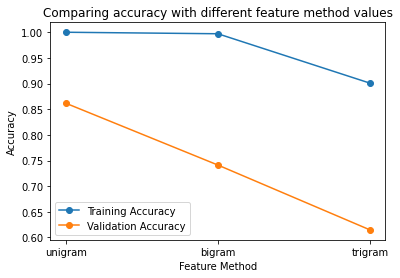 Comparing accuracy with different feature method values
1.00
0.95
0.90
0.85
0.80
0.75
0.70
0.65
0.60
Accuracy
Training Accuracy
Validation Accuracy
unigram bigram trigram
Feature Method